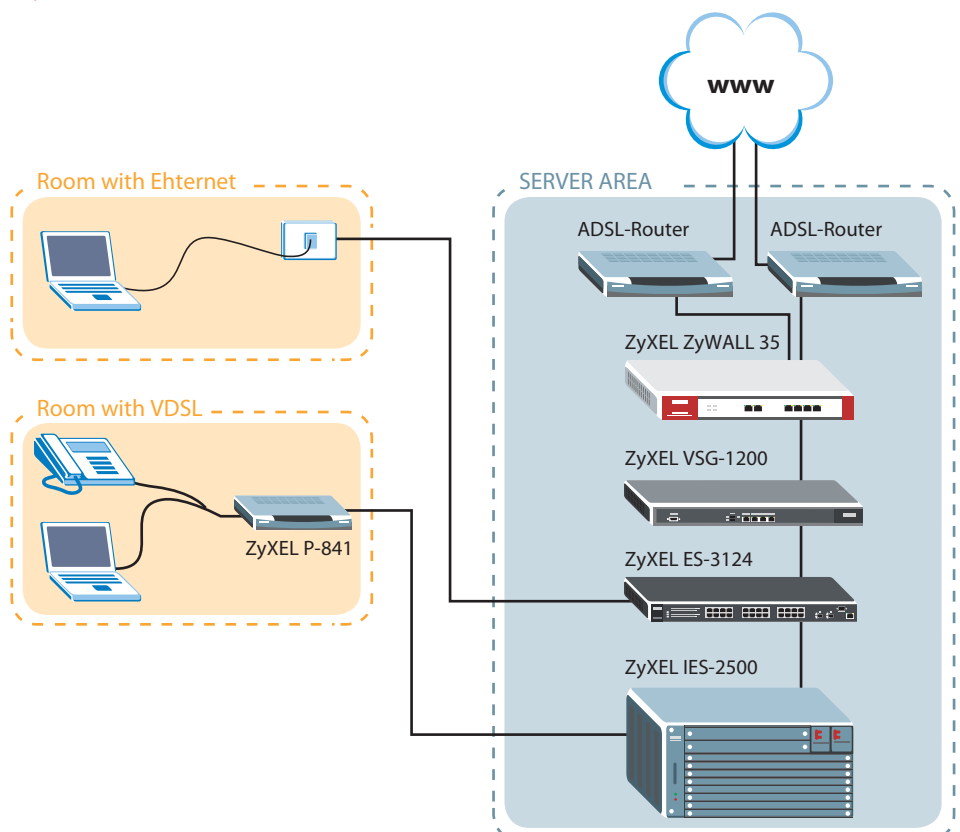 www
Room with Ehternet
SERVER AREA
ADSL-Router
ADSL-Router
ZyXEL ZyWALL 35
Room with VDSL
ZyXEL VSG-1200
ZyXEL P-841
ZyXEL ES-3124
ZyXEL IES-2500